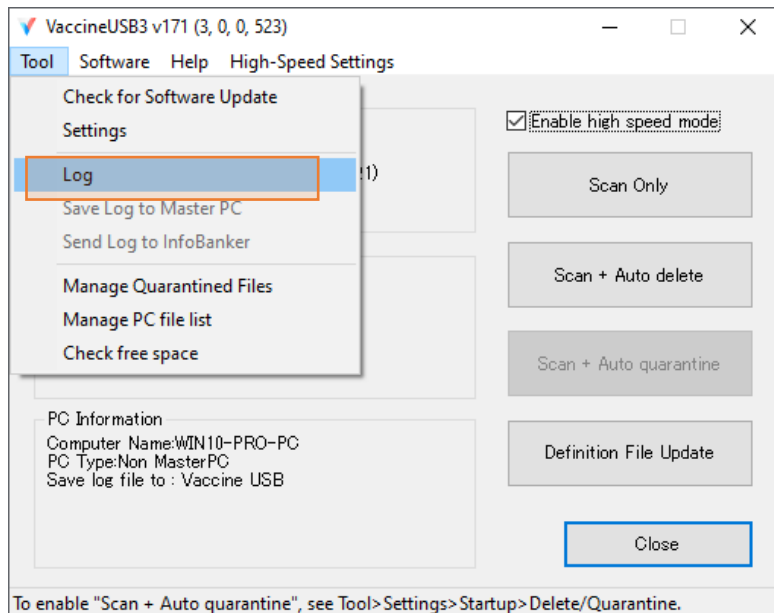 VaccineUSB3 v171 (3, 0, 0, 523)
Tool Software Help High-Speed Settings
Check for Software Update
Settings
Log
Save Log to Master PC
Send Log to InfoBanker
Manage Quarantined Files
Manage PC file list
Check free space
1)
Enable high speed mode
Scan Only
Scan + Auto delete
Scan + Auto quarantine
Definition File Update
Close
PC Information
Computer Name:WIN10-PRO-PC
PC Type:Non MasterPC
Save log file to : Vaccine USB
To enable "Scan + Auto quarantine", see Tool>Settings>Startup>Delete/Quarantine.